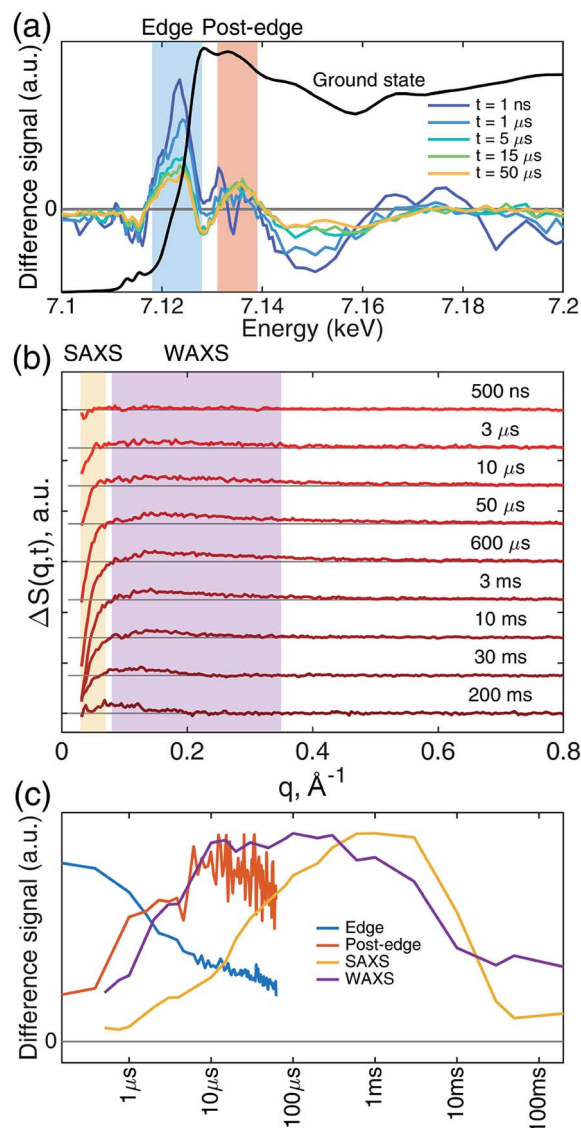 (a)
Edge Post-edge
Difference signal (a.u.)
Ground state
t = 1 ns
t = 1 μs
t = 5 μs
t = 15 μs
t = 50 μs
0
7.1 7.12 7.14 7.16 7.18 7.2
Energy (keV)
(b)
SAXS WAXS
ΔS(q,t), a.u.
500 ns
3 μs
10 μs
50 μs
600 μs
3 ms
10 ms
30 ms
200 ms
0 0.2 0.4 0.6 0.8
q, Å⁻¹
(c)
Difference signal (a.u.)
Edge
Post-edge
SAXS
WAXS
0
1μs 10μs 100μs 1ms 10ms 100ms